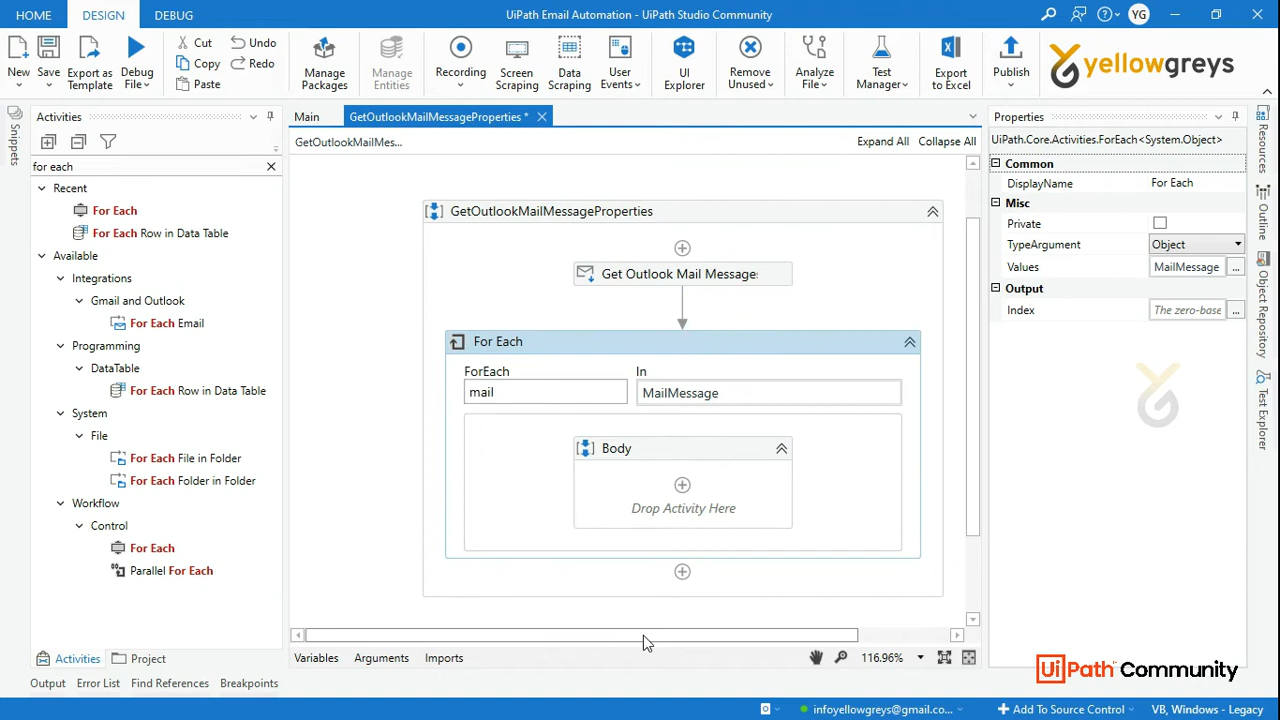 HOME DESIGN DEBUG UiPath Email Automation - UiPath Studio Community YG
New Save Export as Template Debug File Cut Copy Paste Undo Redo Manage Packages Manage Entities Recording Screen Scraping Data Scraping User Events UI Explorer Remove Unused Analyze File Test Manager Export to Excel Publish yellowgreys
Snippets
Activities
for each
Recent
For Each
For Each Row in Data Table
Available
Integrations
Gmail and Outlook
For Each Email
Programming
DataTable
For Each Row in Data Table
System
File
For Each File in Folder
For Each Folder in Folder
Workflow
Control
For Each
Parallel For Each
Activities Project
Main GetOutlookMailMessageProperties *
GetOutlookMailMes... Expand All Collapse All
GetOutlookMailMessageProperties
Get Outlook Mail Message:
For Each
ForEach In
mail MailMessage
Body
Drop Activity Here
Variables Arguments Imports 116.96%
Properties
UiPath.Core.Activities.ForEach<System.Object>
Common
DisplayName For Each
Misc
Private
TypeArgument Object
Values MailMessage ...
Output
Index The zero-base ...
Resources
Outline
Object Repository
Test Explorer
UiPath Community
Output Error List Find References Breakpoints
infoyellowgreys@gmail.co... Add To Source Control VB, Windows - Legacy